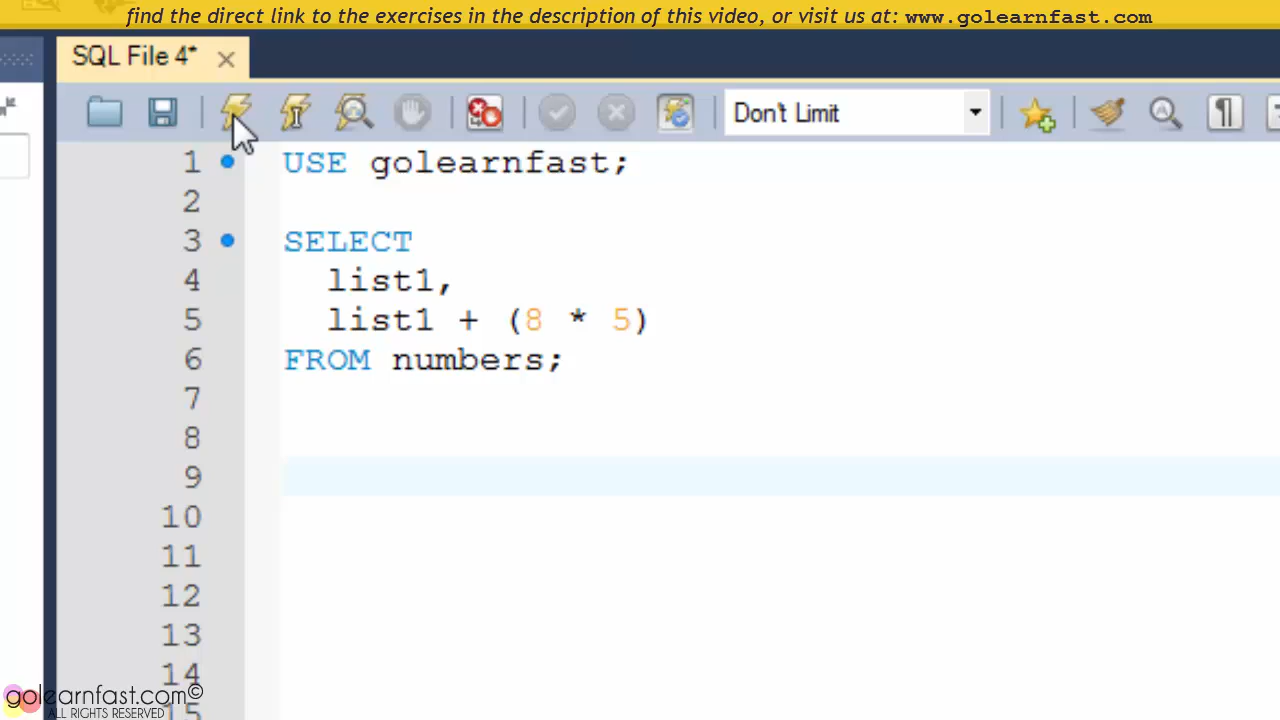 find the direct link to the exercises in the description of this video, or visit us at: www.golearnfast.com
SQL File 4*
Don't Limit
1 USE golearnfast;
2
3 SELECT
4 list1,
5 list1 + (8 * 5)
6 FROM numbers;
7
8
9
10
11
12
13
14
15
golearnfast.com©
ALL RIGHTS RESERVED